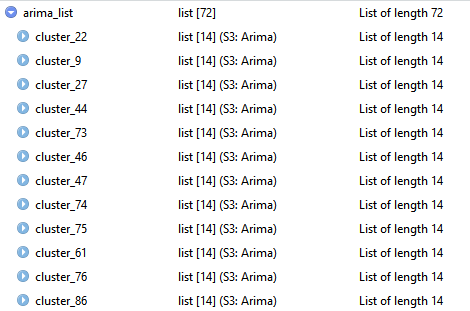 arima_list list [72] List of length 72
cluster_22 list [14] (S3: Arima) List of length 14
cluster_9 list [14] (S3: Arima) List of length 14
cluster_27 list [14] (S3: Arima) List of length 14
cluster_44 list [14] (S3: Arima) List of length 14
cluster_73 list [14] (S3: Arima) List of length 14
cluster_46 list [14] (S3: Arima) List of length 14
cluster_47 list [14] (S3: Arima) List of length 14
cluster_74 list [14] (S3: Arima) List of length 14
cluster_75 list [14] (S3: Arima) List of length 14
cluster_61 list [14] (S3: Arima) List of length 14
cluster_76 list [14] (S3: Arima) List of length 14
cluster_86 list [14] (S3: Arima) List of length 14